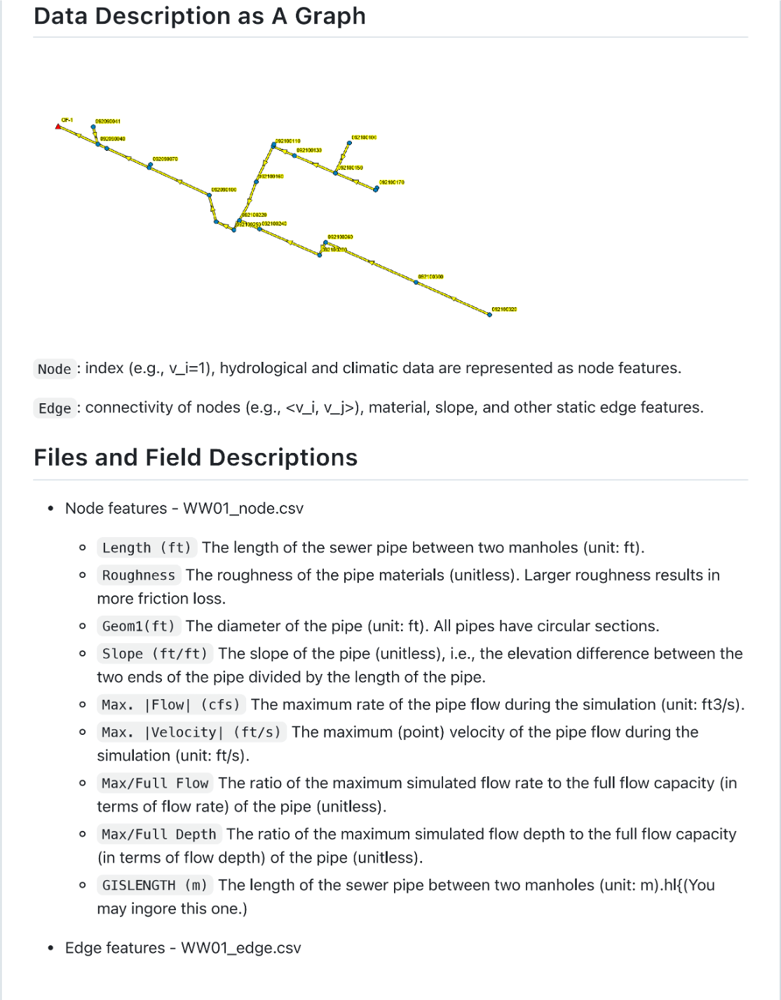 Data Description as A Graph
OF-1
092090041
092090040
092090070
092090100
092100110
092100130
092100100
092100150
092100170
092100160
092100220
092100250
092100240
092100260
092100300
092100320
Node : index (e.g., v_i=1), hydrological and climatic data are represented as node features.
Edge : connectivity of nodes (e.g., <v_i, v_j>), material, slope, and other static edge features.
Files and Field Descriptions
• Node features - WW01_node.csv
Length (ft) The length of the sewer pipe between two manholes (unit: ft).
Roughness The roughness of the pipe materials (unitless). Larger roughness results in
more friction loss.
Geom1(ft) The diameter of the pipe (unit: ft). All pipes have circular sections.
Slope (ft/ft) The slope of the pipe (unitless), i.e., the elevation difference between the
two ends of the pipe divided by the length of the pipe.
Max. |Flow| (cfs) The maximum rate of the pipe flow during the simulation (unit: ft3/s).
Max. |Velocity| (ft/s) The maximum (point) velocity of the pipe flow during the
simulation (unit: ft/s).
Max/Full Flow The ratio of the maximum simulated flow rate to the full flow capacity (in
terms of flow rate) of the pipe (unitless).
Max/Full Depth The ratio of the maximum simulated flow depth to the full flow capacity
(in terms of flow depth) of the pipe (unitless).
GISLENGTH (m) The length of the sewer pipe between two manholes (unit: m).hl{(You
may ingore this one.)
• Edge features - WW01_edge.csv